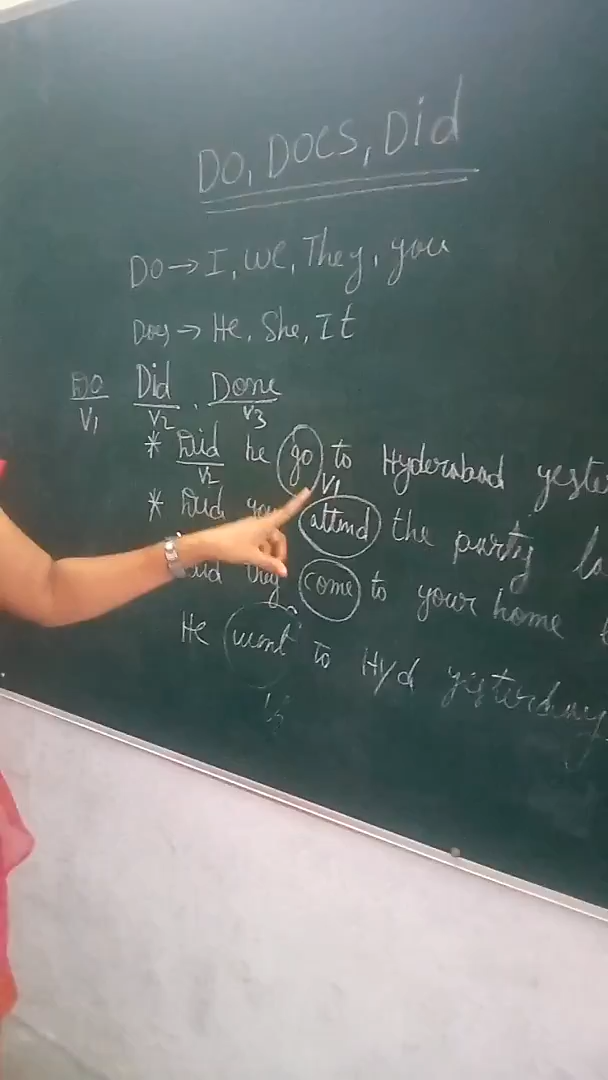 Do, Does, Did
Do → I, we, They, you
Does → He, She, It
Do Did, Done
V1 V2 V3
* Did he go to Hyderabad yeste
V2 V1
* Did you attend the party la
Did they come to your home
He went to Hyd yesterday